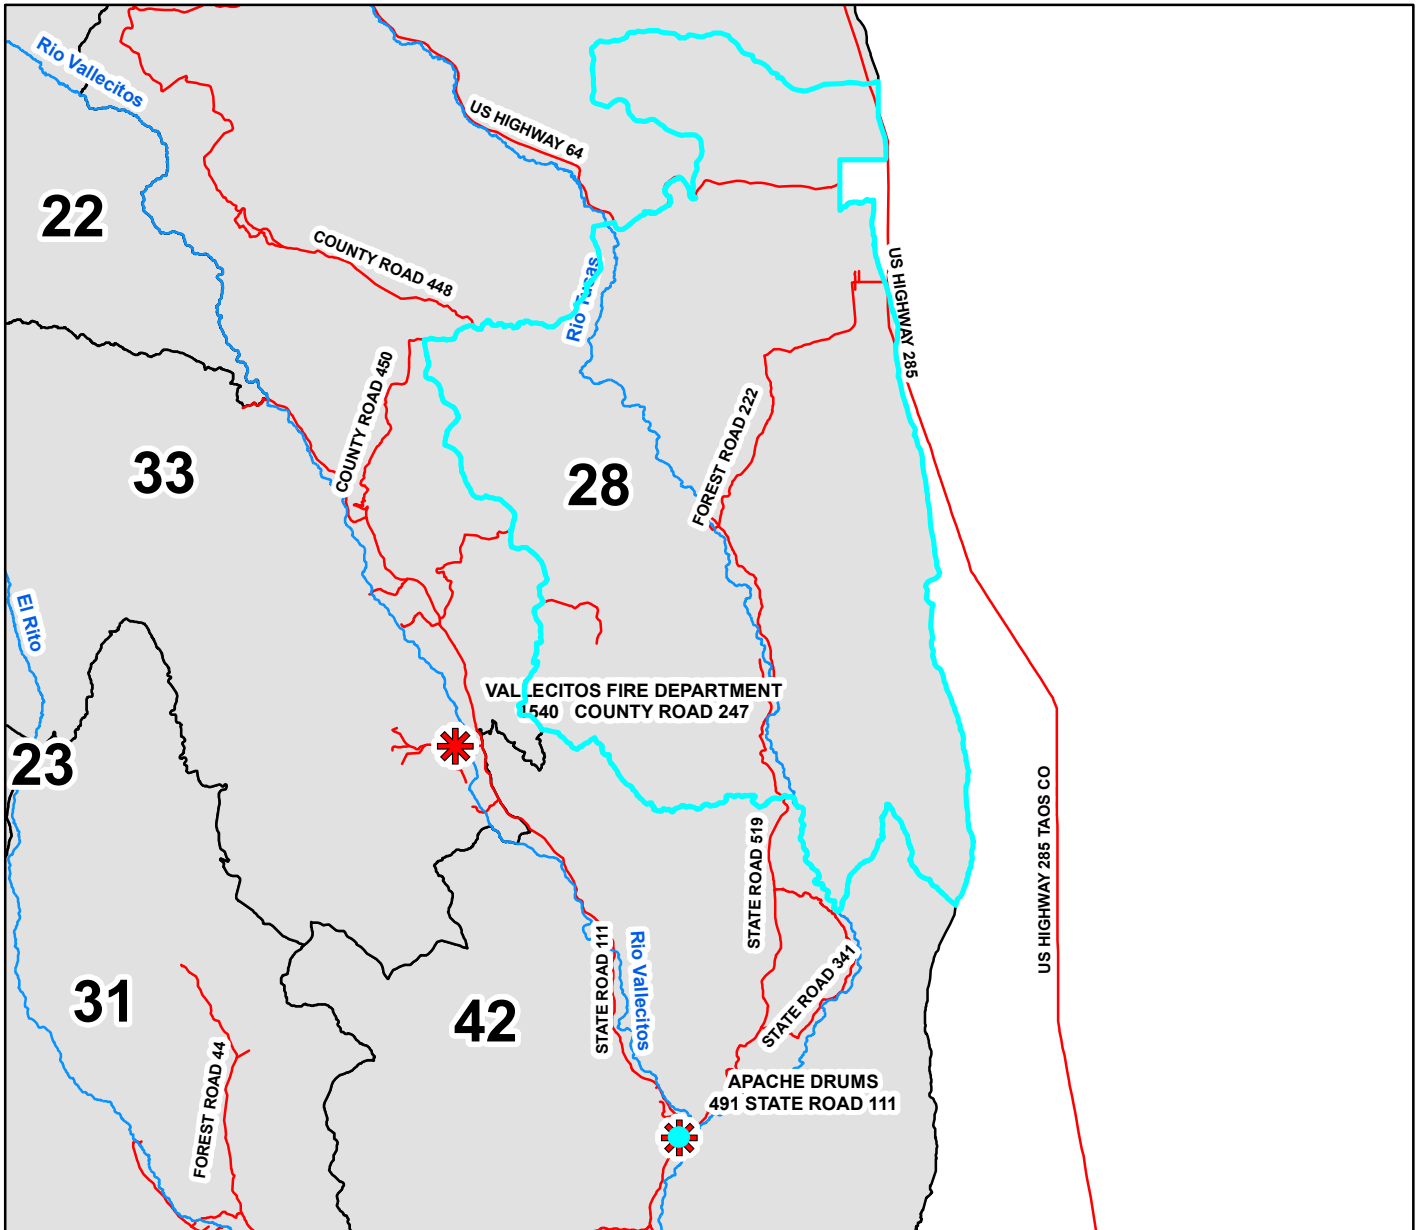 Rio Vallecitos
US HIGHWAY 64
22
COUNTY ROAD 448
Rio Tusas
US HIGHWAY 285
COUNTY ROAD 450
FOREST ROAD 222
33
28
El Rito
VALLECITOS FIRE DEPARTMENT
1540 COUNTY ROAD 247
23
US HIGHWAY 285 TAOS CO
STATE ROAD 519
STATE ROAD 111
Rio Vallecitos
STATE ROAD 341
31
42
FOREST ROAD 44
APACHE DRUMS
491 STATE ROAD 111